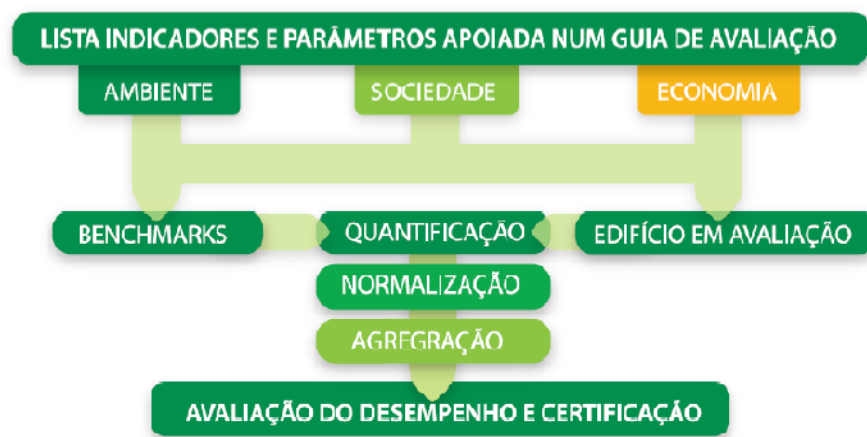 LISTA INDICADORES E PARÂMETROS APOIADA NUM GUIA DE AVALIAÇÃO
AMBIENTE
SOCIEDADE
ECONOMIA
BENCHMARKS
QUANTIFICAÇÃO
EDIFÍCIO EM AVALIAÇÃO
NORMALIZAÇÃO
AGREGRAÇÃO
AVALIAÇÃO DO DESEMPENHO E CERTIFICAÇÃO